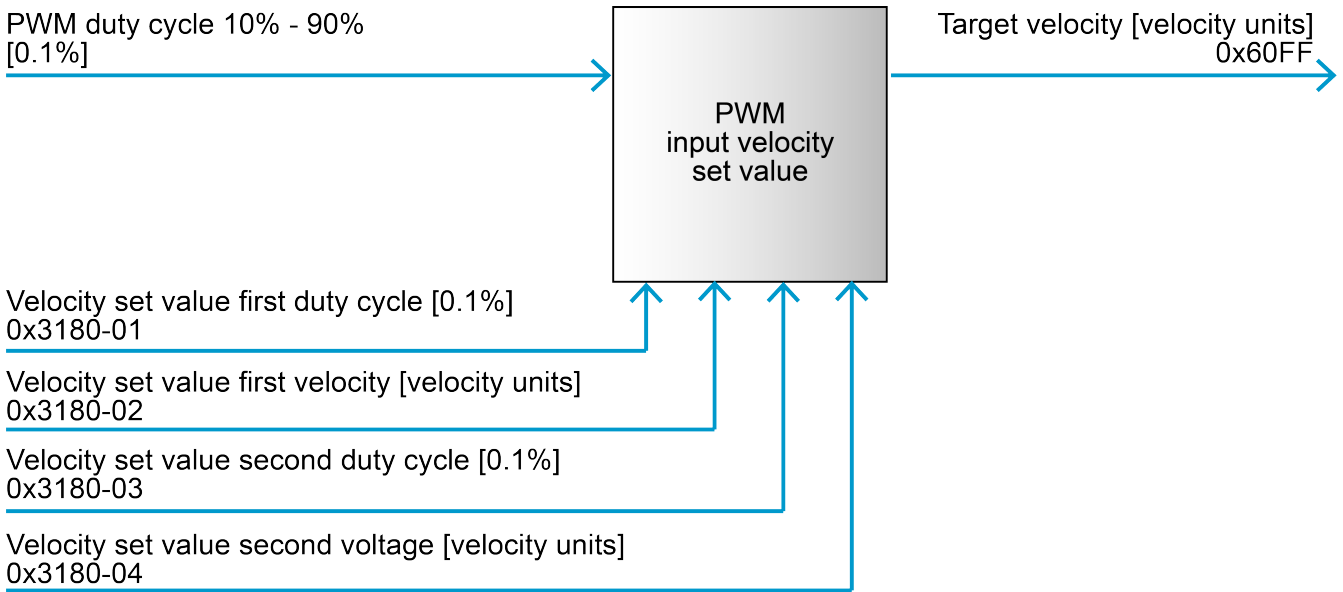 PWM duty cycle 10% - 90%
[0.1%]
Target velocity [velocity units]
0x60FF
PWM
input velocity
set value
Velocity set value first duty cycle [0.1%]
0x3180-01
Velocity set value first velocity [velocity units]
0x3180-02
Velocity set value second duty cycle [0.1%]
0x3180-03
Velocity set value second voltage [velocity units]
0x3180-04